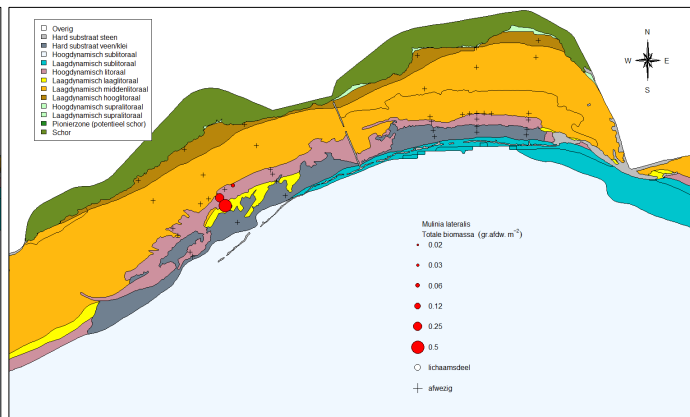 Overig
Hard substraat steen
Hard substraat veen/klei
Hoogdynamisch sublitoraal
Laagdynamisch sublitoraal
Hoogdynamisch litoraal
Laagdynamisch laaglitoraal
Laagdynamisch middenlitoraal
Laagdynamisch hooglitoraal
Hoogdynamisch supralitoraal
Laagdynamisch supralitoraal
Pionierzone (potentieel schor)
Schor
N
W E
S
Mulinia lateralis
Totale biomassa (gr.afdw. m⁻²)
0.02
0.03
0.06
0.12
0.25
0.5
lichaamsdeel
afwezig